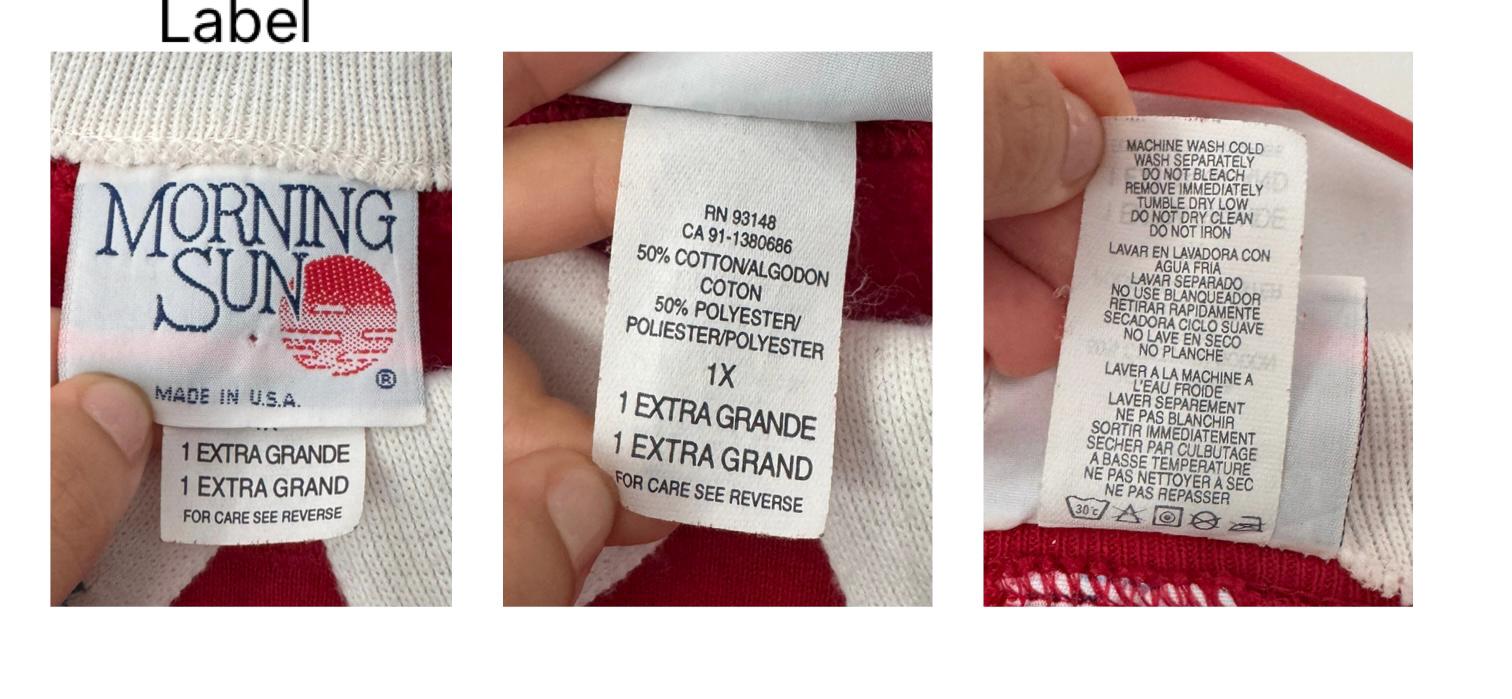 Label
MORNING
SUN
®
MADE IN U.S.A.
1X
1 EXTRA GRANDE
1 EXTRA GRAND
FOR CARE SEE REVERSE
RN 93148
CA 91-1380686
50% COTTON/ALGODON
COTON
50% POLYESTER/
POLIESTER/POLYESTER
1X
1 EXTRA GRANDE
1 EXTRA GRAND
FOR CARE SEE REVERSE
MACHINE WASH COLD
WASH SEPARATELY
DO NOT BLEACH
REMOVE IMMEDIATELY
TUMBLE DRY LOW
DO NOT DRY CLEAN
DO NOT IRON
LAVAR EN LAVADORA CON
AGUA FRIA
LAVAR SEPARADO
NO USE BLANQUEADOR
RETIRAR RAPIDAMENTE
SECADORA CICLO SUAVE
NO LAVE EN SECO
NO PLANCHE
LAVER A LA MACHINE A
L'EAU FROIDE
LAVER SEPAREMENT
NE PAS BLANCHIR
SORTIR IMMEDIATEMENT
SECHER PAR CULBUTAGE
A BASSE TEMPERATURE
NE PAS NETTOYER A SEC
NE PAS REPASSER
30°c